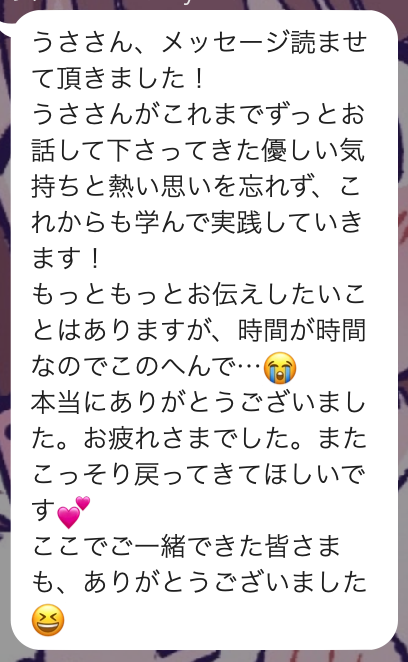 うささん、メッセージ読ませ
て頂きました！
うささんがこれまでずっとお
話して下さってきた優しい気
持ちと熱い思いを忘れず、こ
れからも学んで実践していき
ます！
もっともっとお伝えしたいこ
とはありますが、時間が時間
なのでこのへんで…😭
本当にありがとうございまし
た。お疲れさまでした。また
こっそり戻ってきてほしいで
す💕
ここでご一緒できた皆さま
も、ありがとうございました
😆